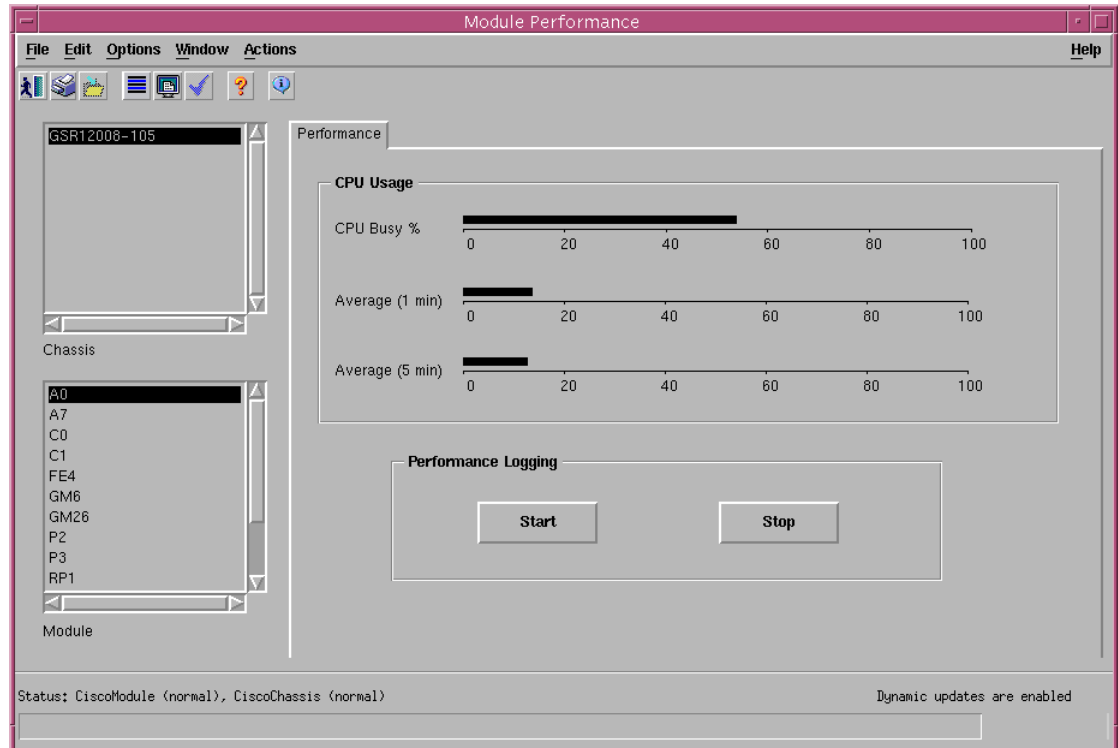 Module Performance
File Edit Options Window Actions Help
GSR12008-105
Chassis
A0
A7
C0
C1
FE4
GM6
GM26
P2
P3
RP1
Module
Performance
CPU Usage
CPU Busy %
0 20 40 60 80 100
Average (1 min)
0 20 40 60 80 100
Average (5 min)
0 20 40 60 80 100
Performance Logging
Start Stop
Status: CiscoModule (normal), CiscoChassis (normal) Dynamic updates are enabled